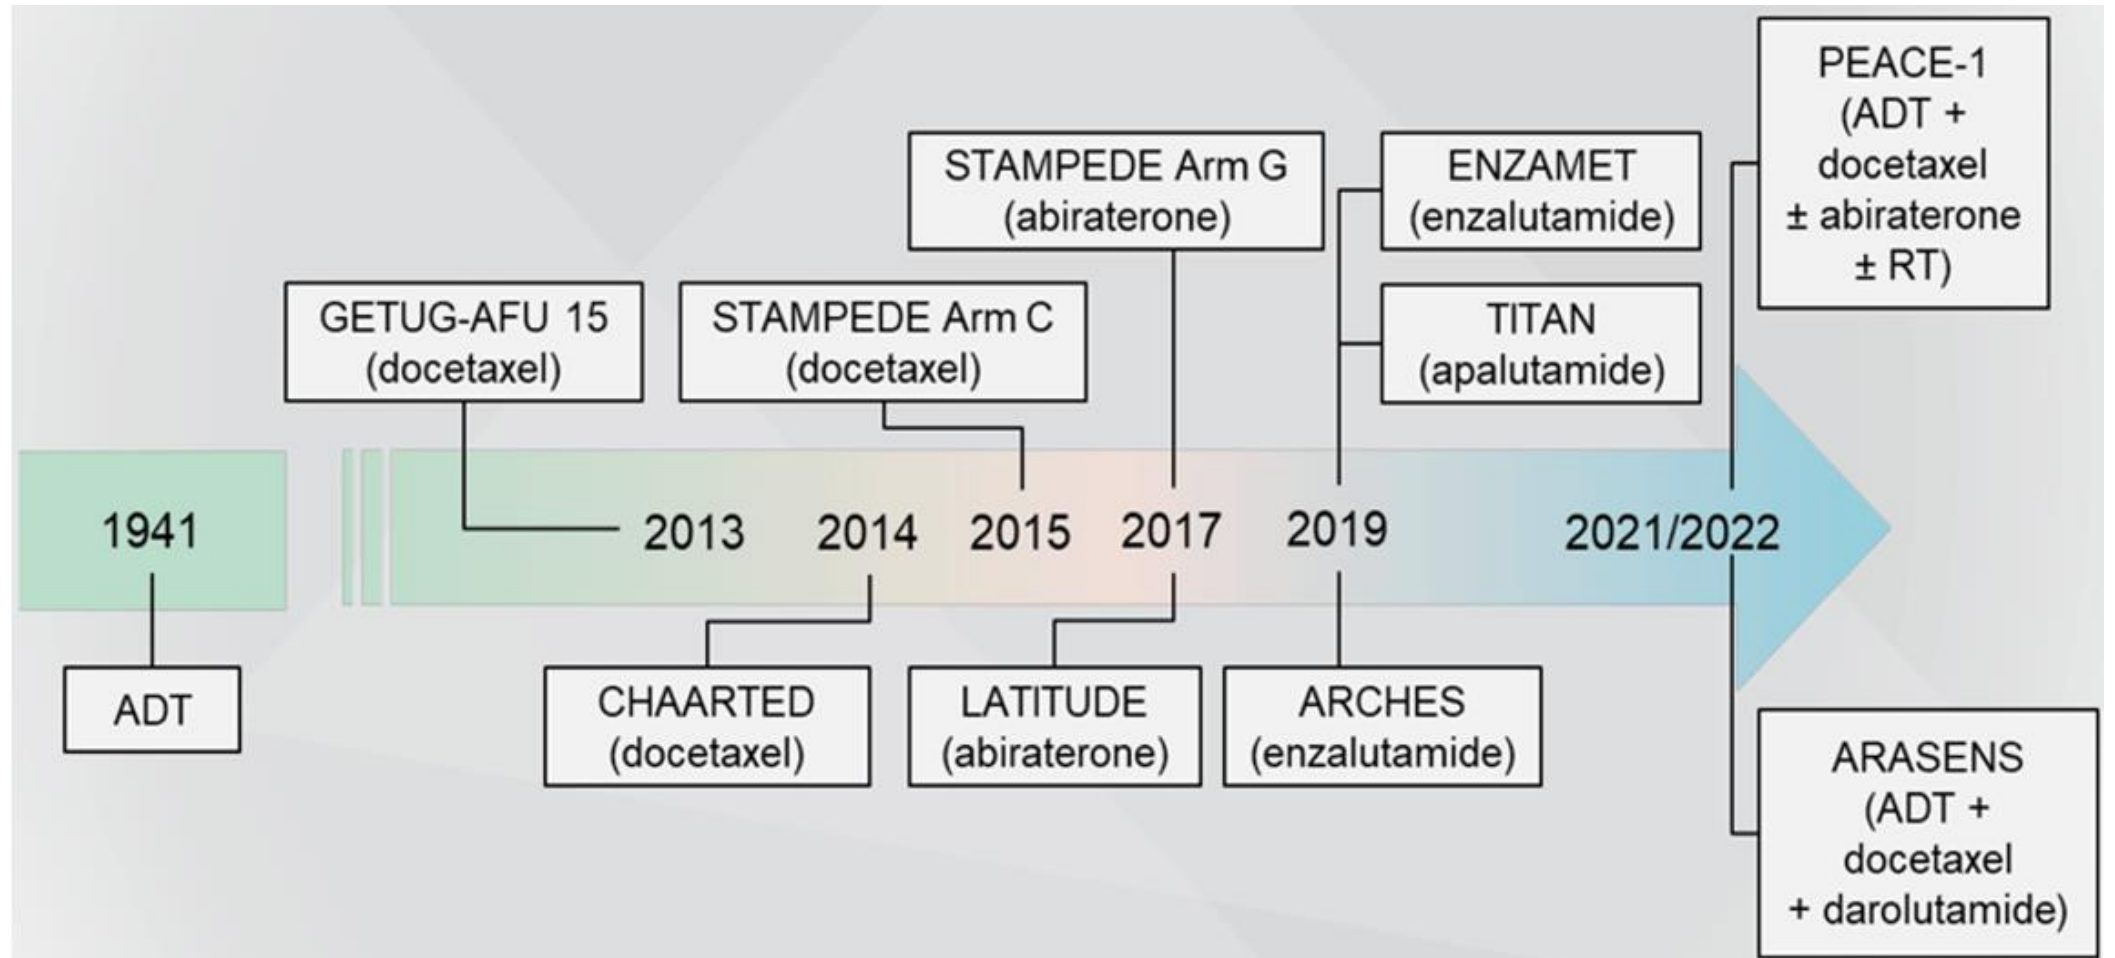 PEACE-1
(ADT +
docetaxel
± abiraterone
± RT)
STAMPEDE Arm G
(abiraterone)
ENZAMET
(enzalutamide)
GETUG-AFU 15
(docetaxel)
STAMPEDE Arm C
(docetaxel)
TITAN
(apalutamide)
1941
2013
2014
2015
2017
2019
2021/2022
ADT
CHAARTED
(docetaxel)
LATITUDE
(abiraterone)
ARCHES
(enzalutamide)
ARASENS
(ADT +
docetaxel
+ darolutamide)